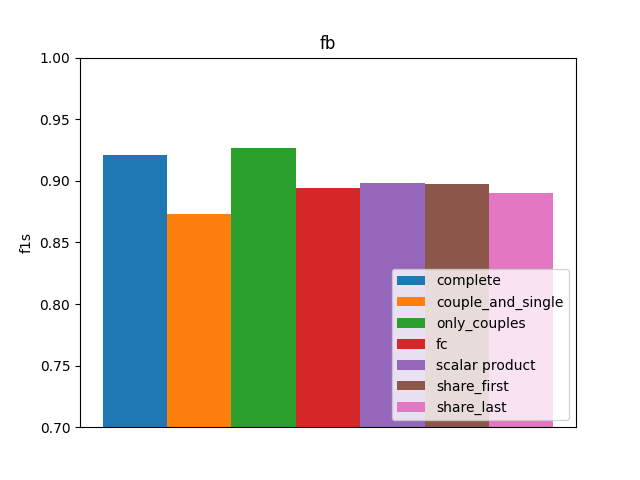 fb
1.00
0.95
0.90
0.85
0.80
0.75
0.70
f1s
complete
couple_and_single
only_couples
fc
scalar product
share_first
share_last